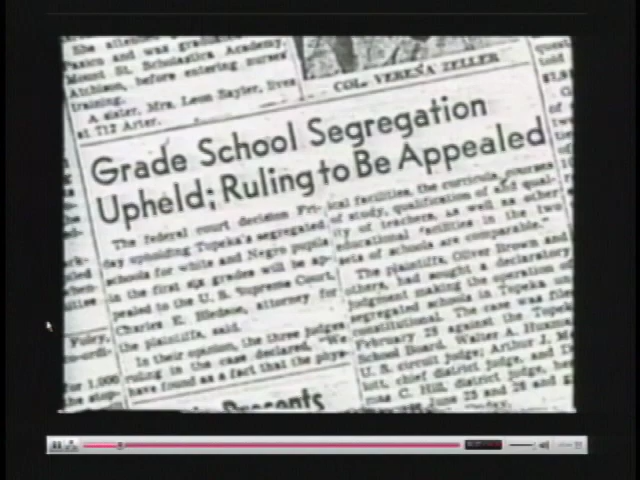 She
Paxico and was
Mount St. Scholastica Academy,
Atchison, before entering nurses
training.
A sister, Mrs. Leon Sayler, lives
at 712 Arter.
COL. VERENA ZELLER
Grade School Segregation
Upheld; Ruling to Be Appealed
The federal court decision Fri-
day upholding Topeka's segregated
schools for white and Negro pupils
in the first six grades will be ap-
pealed to the U. S. Supreme Court,
Charles E. Bledsoe, attorney for
the plaintiffs, said.
In their opinion, the three judges
ruling in the case declared, "We
have found as a fact that the phys-
ical facilities, the curricula, courses
of study, qualification of and qual-
ity of teachers, as well as other
educational facilities in the two
sets of schools are comparable."
The plaintiffs, Oliver Brown and
others, had sought a declaratory
judgment making the operation of
segregated schools in Topeka un-
constitutional. The case was filed
February 28 against the Topeka
School Board. Walter A. Huxman,
U. S. circuit judge; Arthur J. M
lott, chief district judge, and D
mas C. Hill, district judge,
June 25 and 26
Presents